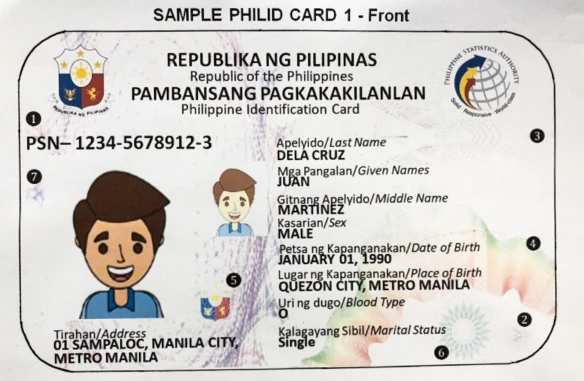 SAMPLE PHILID CARD 1 - Front
REPUBLIKA NG PILIPINAS
Republic of the Philippines
PAMBANSANG PAGKAKAKILANLAN
Philippine Identification Card
REPUBLIKA NG PILIPINAS
PHILIPPINE STATISTICS AUTHORITY
Solid • Responsive • World-class
1
PSN– 1234-5678912-3
Apelyido/Last Name
DELA CRUZ
3
Mga Pangalan/Given Names
JUAN
7
Gitnang Apelyido/Middle Name
MARTINEZ
Kasarian/Sex
MALE
Petsa ng Kapanganakan/Date of Birth
JANUARY 01, 1990
4
Lugar ng Kapanganakan/Place of Birth
QUEZON CITY, METRO MANILA
5
Uri ng dugo/Blood Type
O
2
Kalagayang Sibil/Marital Status
Single
6
Tirahan/Address
01 SAMPALOC, MANILA CITY,
METRO MANILA